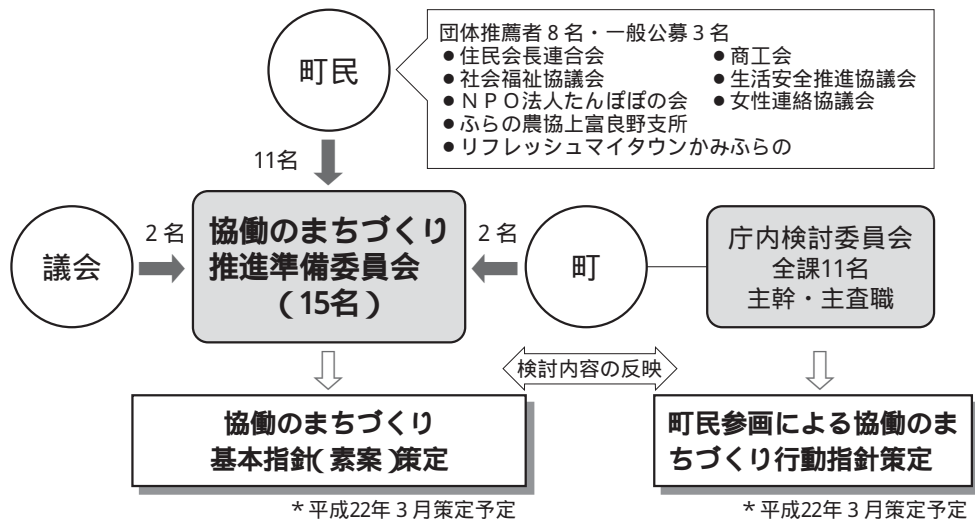 団体推薦者8名・一般公募3名
●住民会長連合会 ●商工会
●社会福祉協議会 ●生活安全推進協議会
●ＮＰＯ法人たんぽぽの会 ●女性連絡協議会
●ふらの農協上富良野支所
●リフレッシュマイタウンかみふらの
町民
11名
議会
2名
協働のまちづくり
推進準備委員会
（15名）
2名
町
庁内検討委員会
全課11名
主幹・主査職
検討内容の反映
協働のまちづくり
基本指針（素案）策定
＊平成22年3月策定予定
町民参画による協働のま
ちづくり行動指針策定
＊平成22年3月策定予定